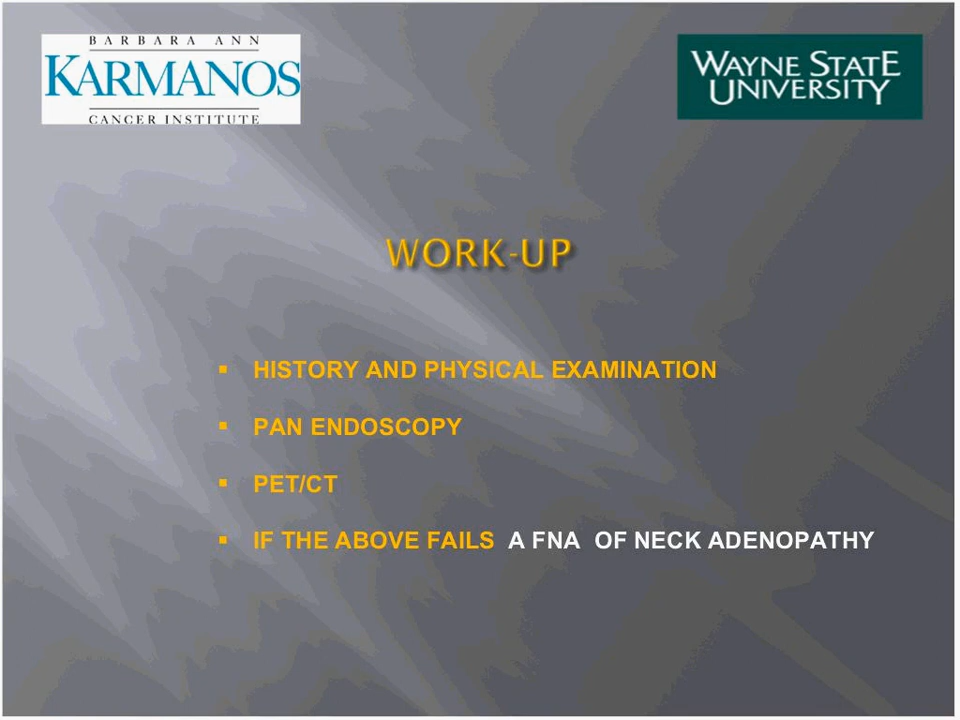 BARBARA ANN
KARMANOS
CANCER INSTITUTE
WAYNE STATE
UNIVERSITY
WORK-UP
▪ HISTORY AND PHYSICAL EXAMINATION
▪ PAN ENDOSCOPY
▪ PET/CT
▪ IF THE ABOVE FAILS A FNA OF NECK ADENOPATHY